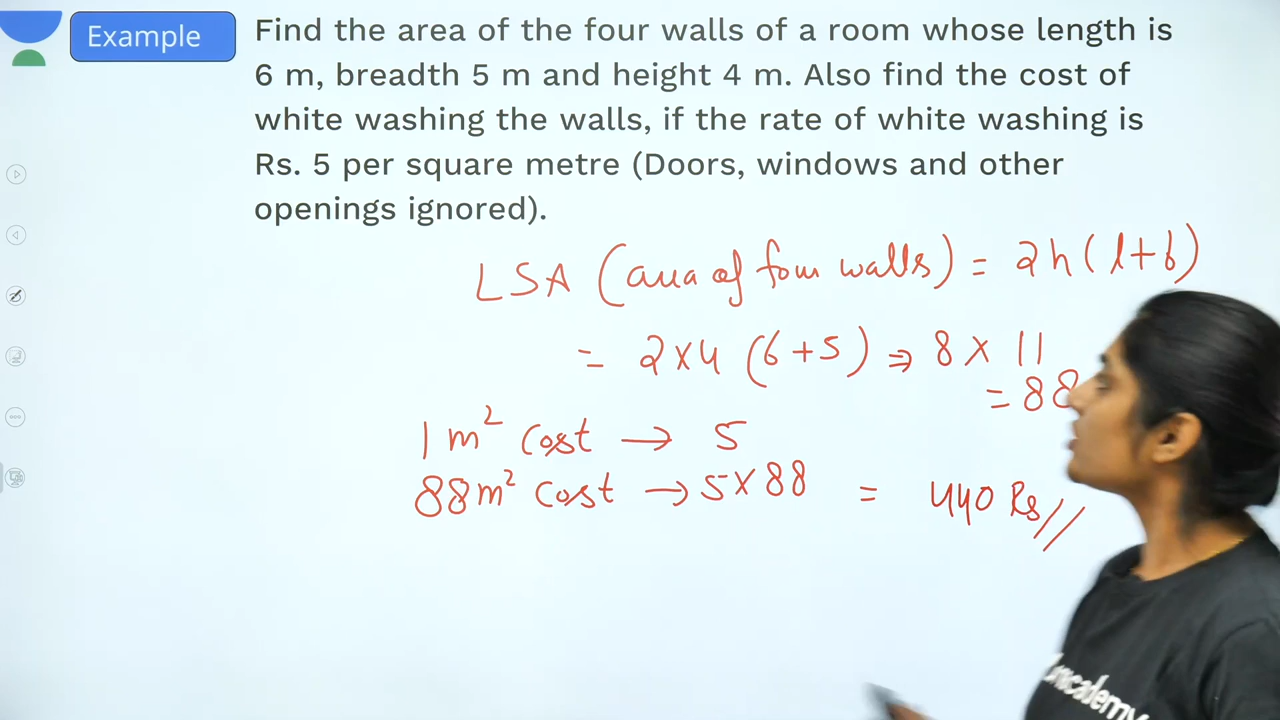 Example
Find the area of the four walls of a room whose length is
6 m, breadth 5 m and height 4 m. Also find the cost of
white washing the walls, if the rate of white washing is
Rs. 5 per square metre (Doors, windows and other
openings ignored).
LSA (area of four walls) = 2h(l+b)
= 2×4 (6+5) ⇒ 8 × 11
= 88
1 m² cost → 5
88m² cost → 5×88 = 440 Rs//
unacademy